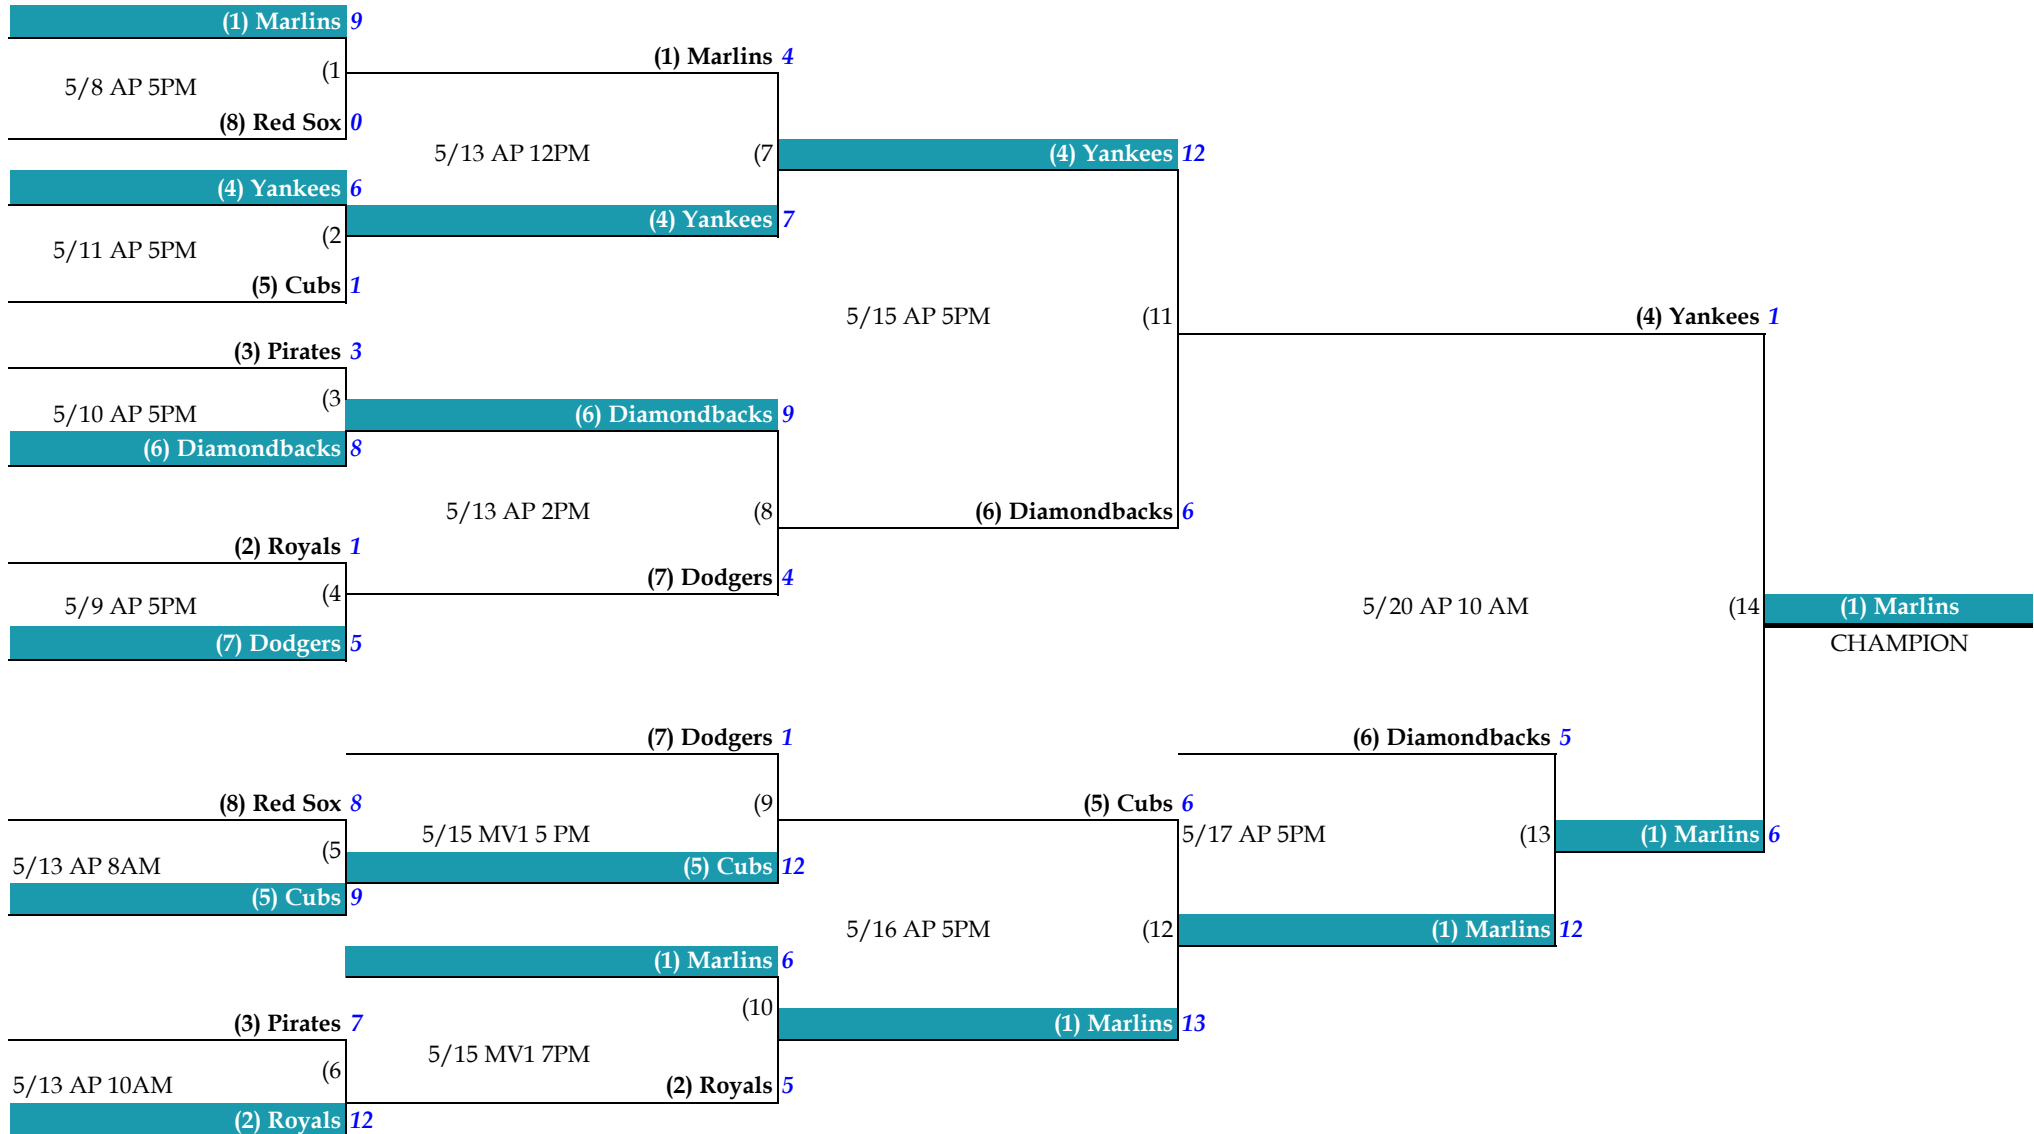 (1) Marlins 9
(1) Marlins 4
(1
5/8 AP 5PM
(8) Red Sox 0
5/13 AP 12PM (7
(4) Yankees 12
(4) Yankees 6
(4) Yankees 7
(2
5/11 AP 5PM
(5) Cubs 1
5/15 AP 5PM (11
(4) Yankees 1
(3) Pirates 3
(3
5/10 AP 5PM
(6) Diamondbacks 9
(6) Diamondbacks 8
5/13 AP 2PM (8
(6) Diamondbacks 6
(2) Royals 1
(7) Dodgers 4
(4
5/9 AP 5PM
5/20 AP 10 AM (14
(1) Marlins
(7) Dodgers 5
CHAMPION
(7) Dodgers 1
(6) Diamondbacks 5
(8) Red Sox 8
(9
(5) Cubs 6
5/15 MV1 5 PM
5/17 AP 5PM (13
(1) Marlins 6
(5
5/13 AP 8AM
(5) Cubs 12
(5) Cubs 9
5/16 AP 5PM (12
(1) Marlins 12
(1) Marlins 6
(10
(3) Pirates 7
(1) Marlins 13
5/15 MV1 7PM
(6
5/13 AP 10AM
(2) Royals 5
(2) Royals 12